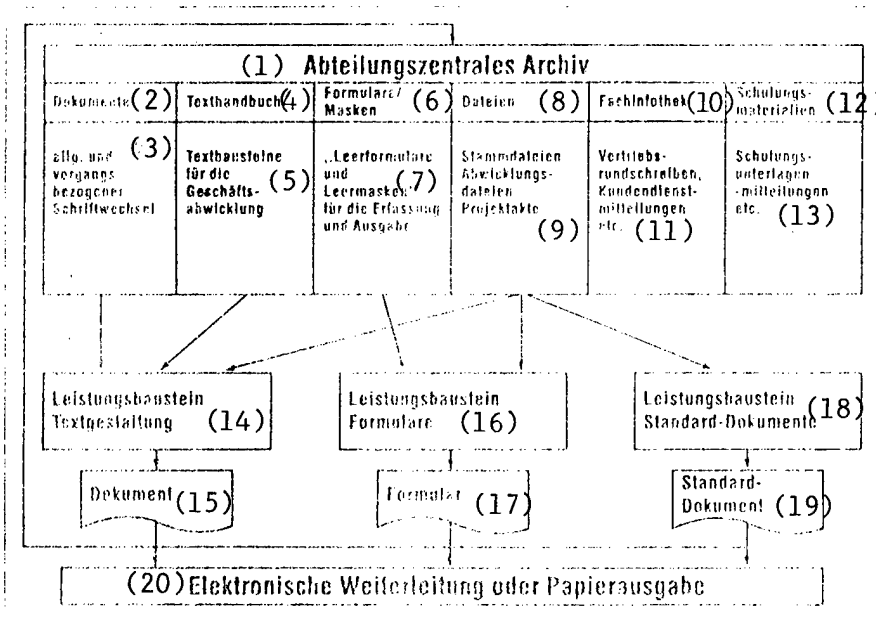 (1) Abteilungszentrales Archiv
Dokumente (2)
Texthandbuch (4)
Formulare/ (6)
Masken
Dateien (8)
Fachinfothek (10)
Schulungs-
materialien (12)
allg. und (3)
vergangs
bezogener
Schriftwechsel
Textbausteine
für die
Geschäfts- (5)
abwicklung
„Leerformulare
und
Leermasken" (7)
für die Erfassung
und Ausgabe
Stammdateien
Abwicklungs-
dateien
Projektakte
(9)
Vertriebs-
rundschreiben,
Kundendienst-
mitteilungen
etc. (11)
Schulungs-
unterlagen
-mitteilungen
etc. (13)
Leistungsbaustein
Textgestaltung (14)
Leistungsbaustein
Formulare (16)
Leistungsbaustein
Standard-Dokumente (18)
Dokument (15)
Formular (17)
Standard-
Dokument (19)
(20) Elektronische Weiterleitung oder Papierausgabe